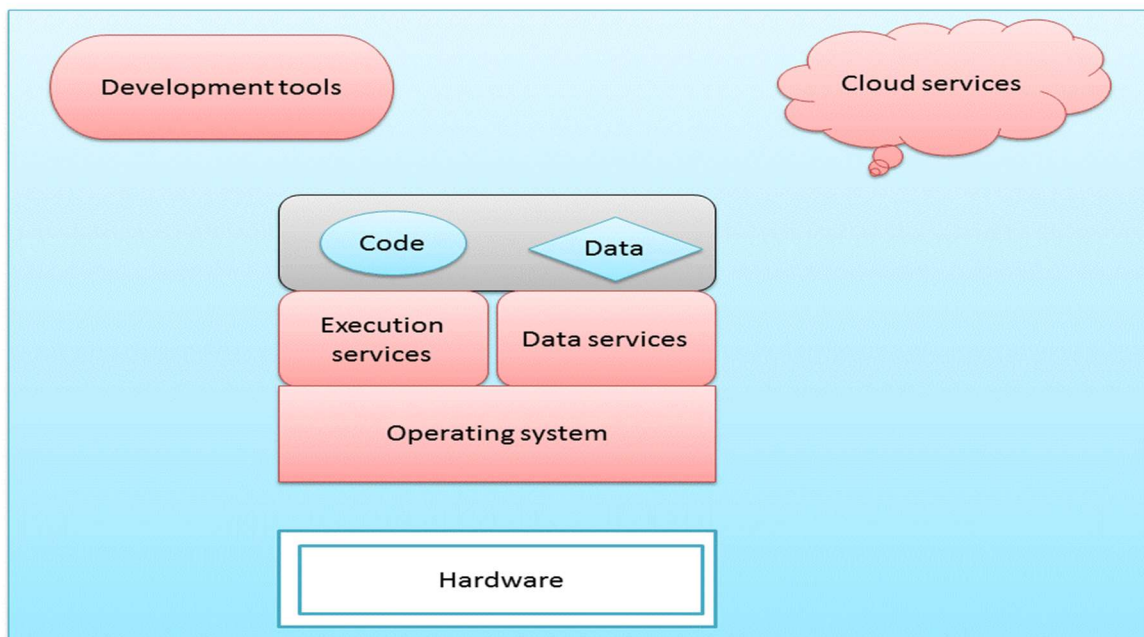 Development tools
Cloud services
Code
Data
Execution
services
Data services
Operating system
Hardware